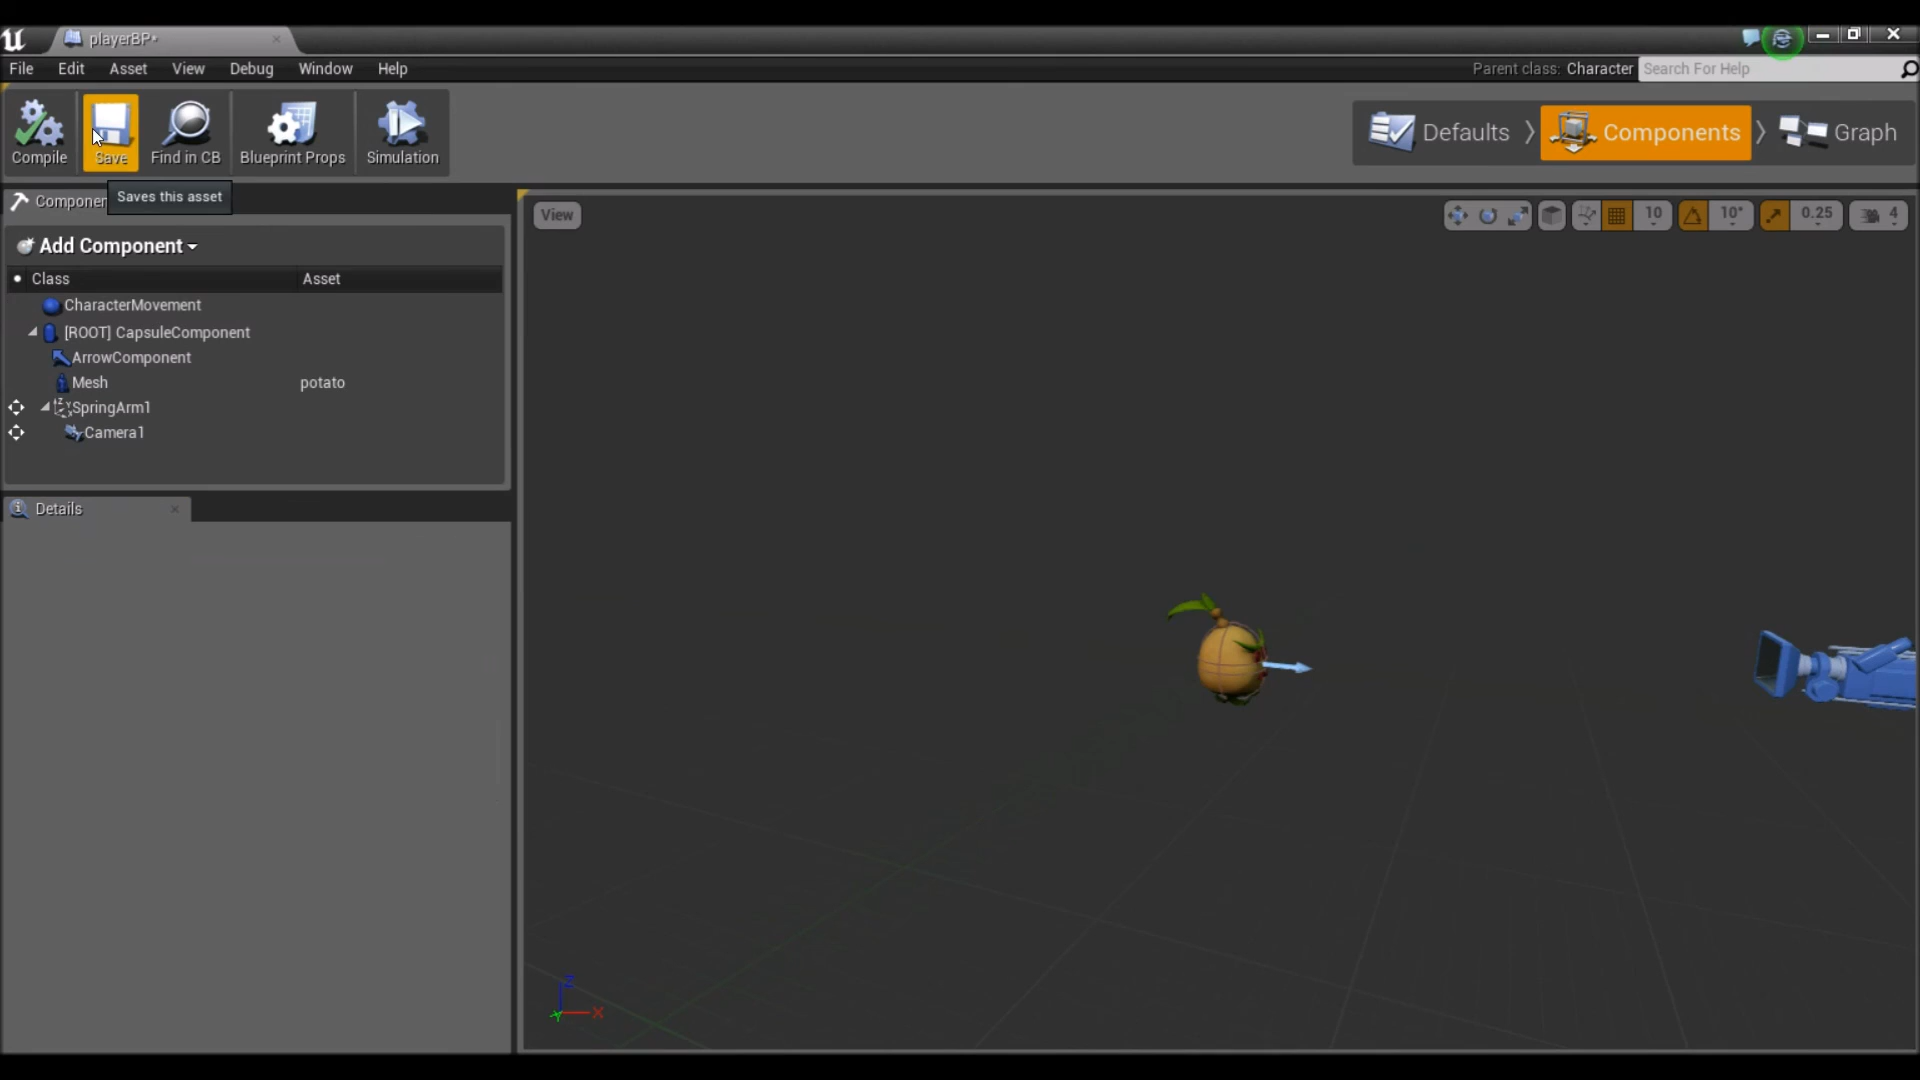 playerBP*
File Edit Asset View Debug Window Help
Parent class: Character Search For Help
Compile Save Find in CB Blueprint Props Simulation
Defaults Components Graph
Saves this asset
Componen
Add Component
Class Asset
CharacterMovement
[ROOT] CapsuleComponent
ArrowComponent
Mesh potato
SpringArm1
Camera1
Details
View
10 10° 0.25 4
Z
X
Y